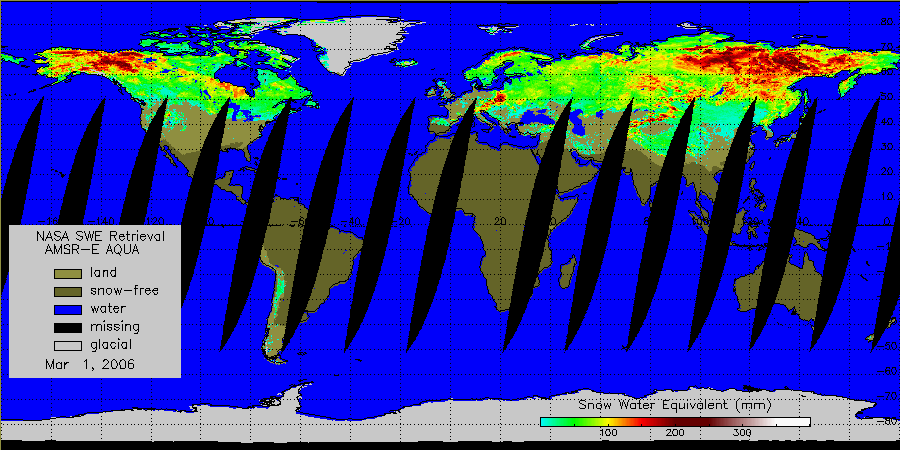 NASA SWE Retrieval
AMSR-E AQUA
land
snow-free
water
missing
glacial
Mar 1, 2006
Snow Water Equivalent (mm)
100 200 300